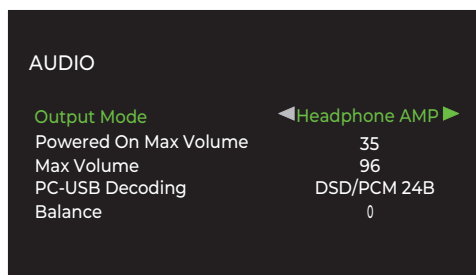 AUDIO
Output Mode Headphone AMP
Powered On Max Volume 35
Max Volume 96
PC-USB Decoding DSD/PCM 24B
Balance 0